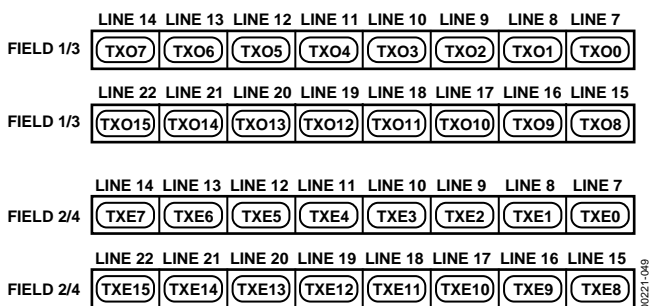 LINE 14 LINE 13 LINE 12 LINE 11 LINE 10 LINE 9 LINE 8 LINE 7
FIELD 1/3 TXO7 TXO6 TXO5 TXO4 TXO3 TXO2 TXO1 TXO0
LINE 22 LINE 21 LINE 20 LINE 19 LINE 18 LINE 17 LINE 16 LINE 15
FIELD 1/3 TXO15 TXO14 TXO13 TXO12 TXO11 TXO10 TXO9 TXO8
LINE 14 LINE 13 LINE 12 LINE 11 LINE 10 LINE 9 LINE 8 LINE 7
FIELD 2/4 TXE7 TXE6 TXE5 TXE4 TXE3 TXE2 TXE1 TXE0
LINE 22 LINE 21 LINE 20 LINE 19 LINE 18 LINE 17 LINE 16 LINE 15
FIELD 2/4 TXE15 TXE14 TXE13 TXE12 TXE11 TXE10 TXE9 TXE8
00221-049